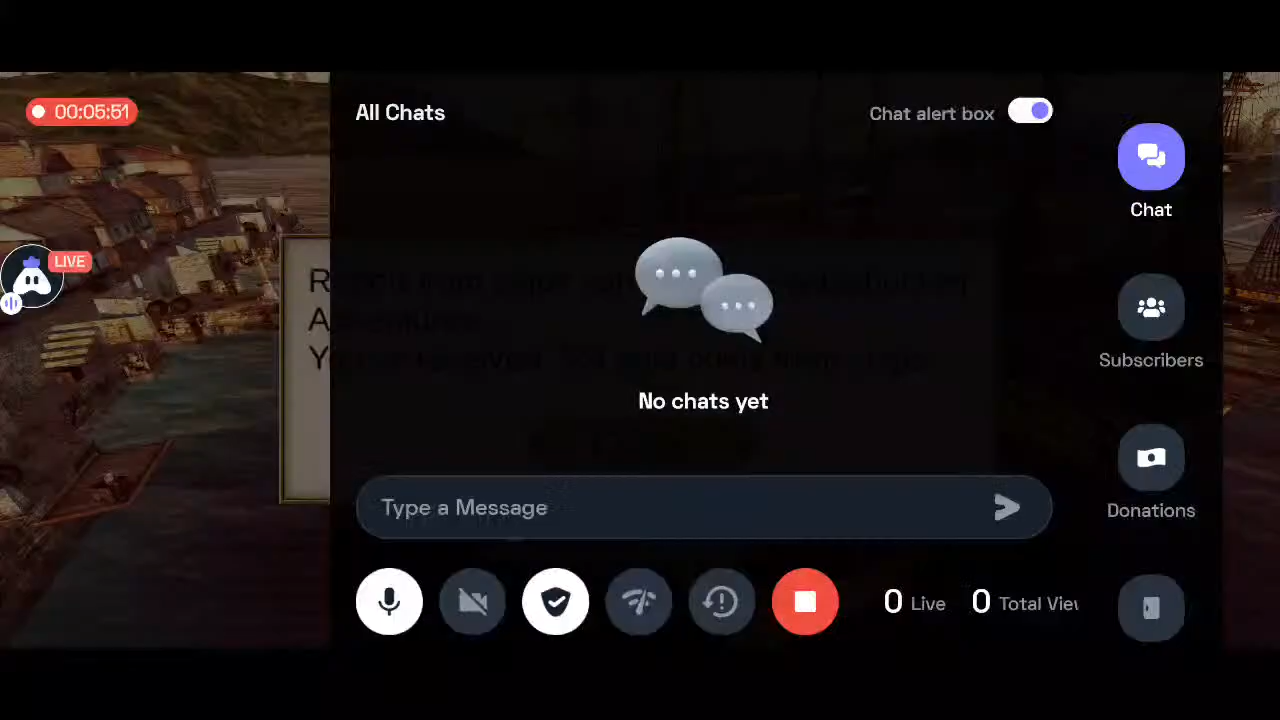 00:05:51
All Chats
Chat alert box
Chat
LIVE
No chats yet
Subscribers
Type a Message
Donations
0 Live 0 Total View